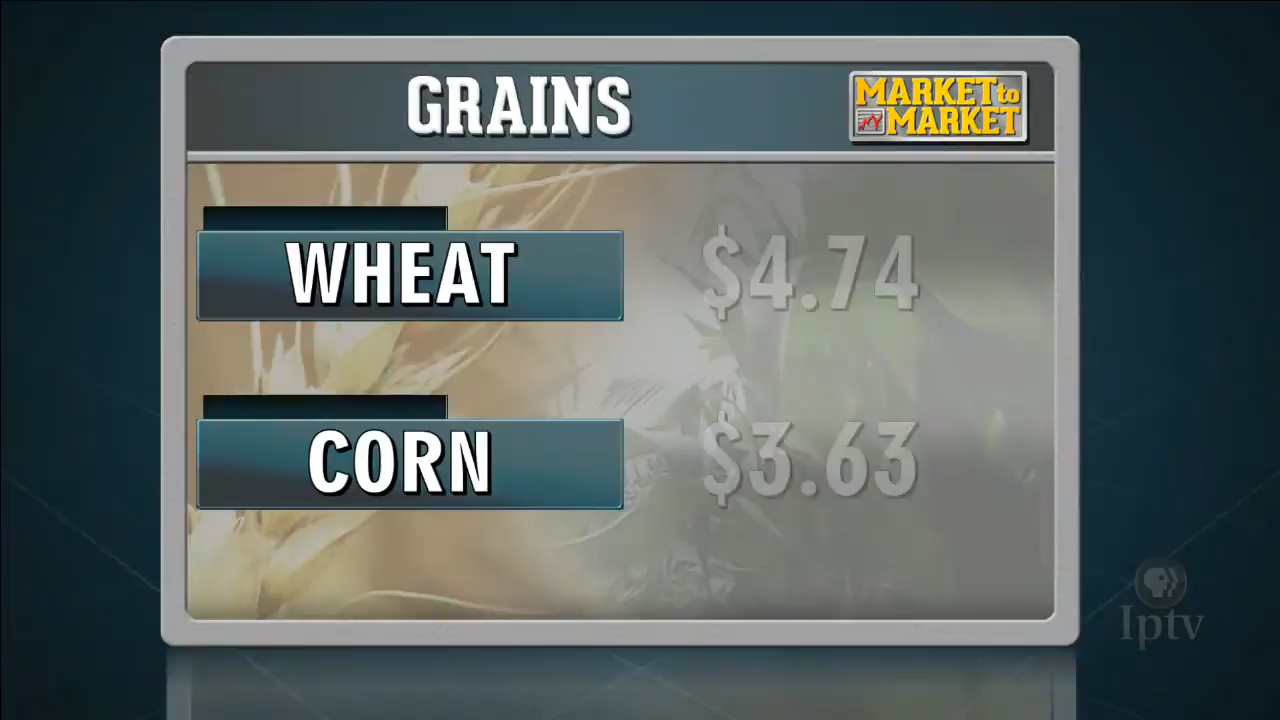 GRAINS
MARKET to
MARKET
WHEAT $4.74
CORN $3.63
Iptv